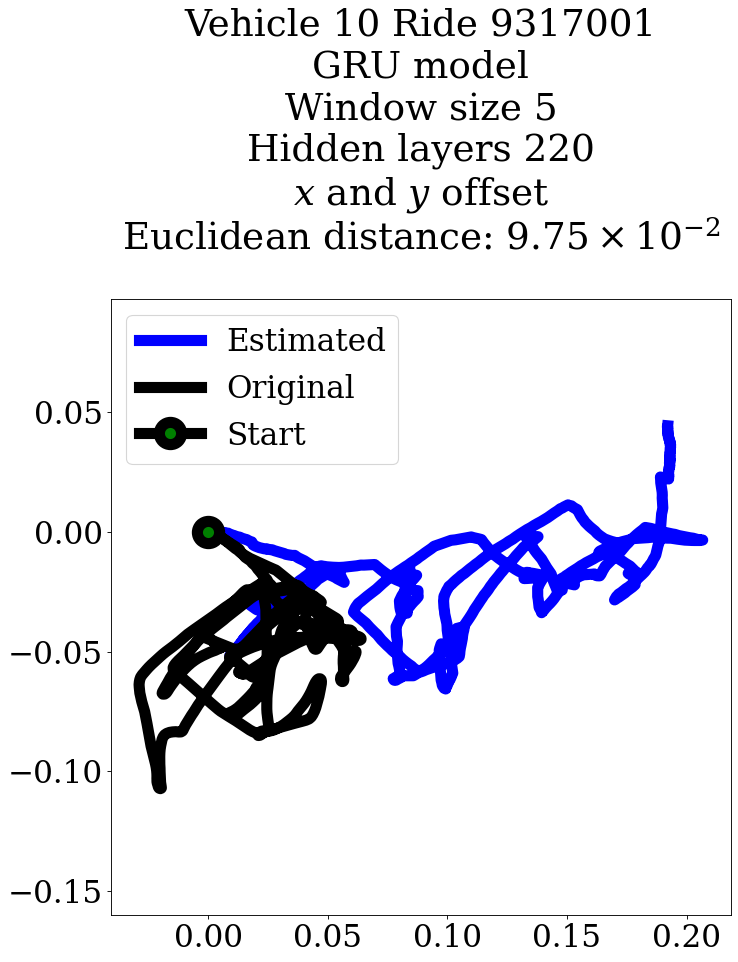 Vehicle 10 Ride 9317001
GRU model
Window size 5
Hidden layers 220
x and y offset
Euclidean distance: 9.75 × 10⁻²
Estimated
Original
Start
0.05
0.00
−0.05
−0.10
−0.15
0.00 0.05 0.10 0.15 0.20